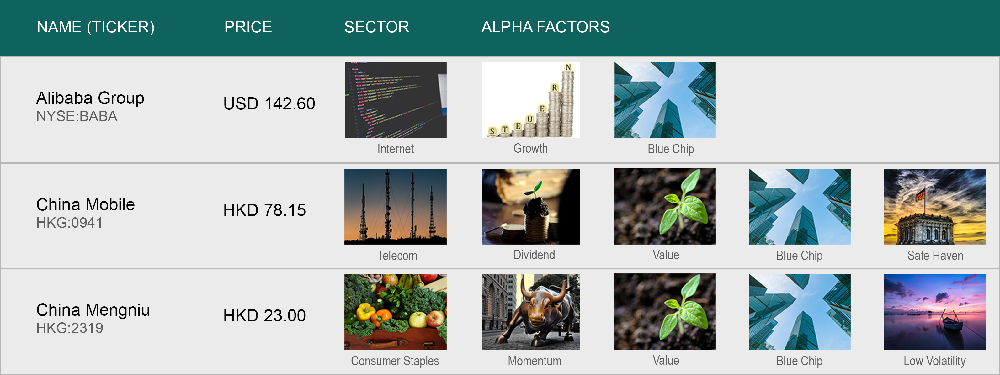 NAME (TICKER) PRICE SECTOR ALPHA FACTORS
Alibaba Group
NYSE:BABA
USD 142.60
S T E U E R N
Internet
Growth
Blue Chip
China Mobile
HKG:0941
HKD 78.15
Telecom
Dividend
Value
Blue Chip
Safe Haven
China Mengniu
HKG:2319
HKD 23.00
Consumer Staples
Momentum
Value
Blue Chip
Low Volatility